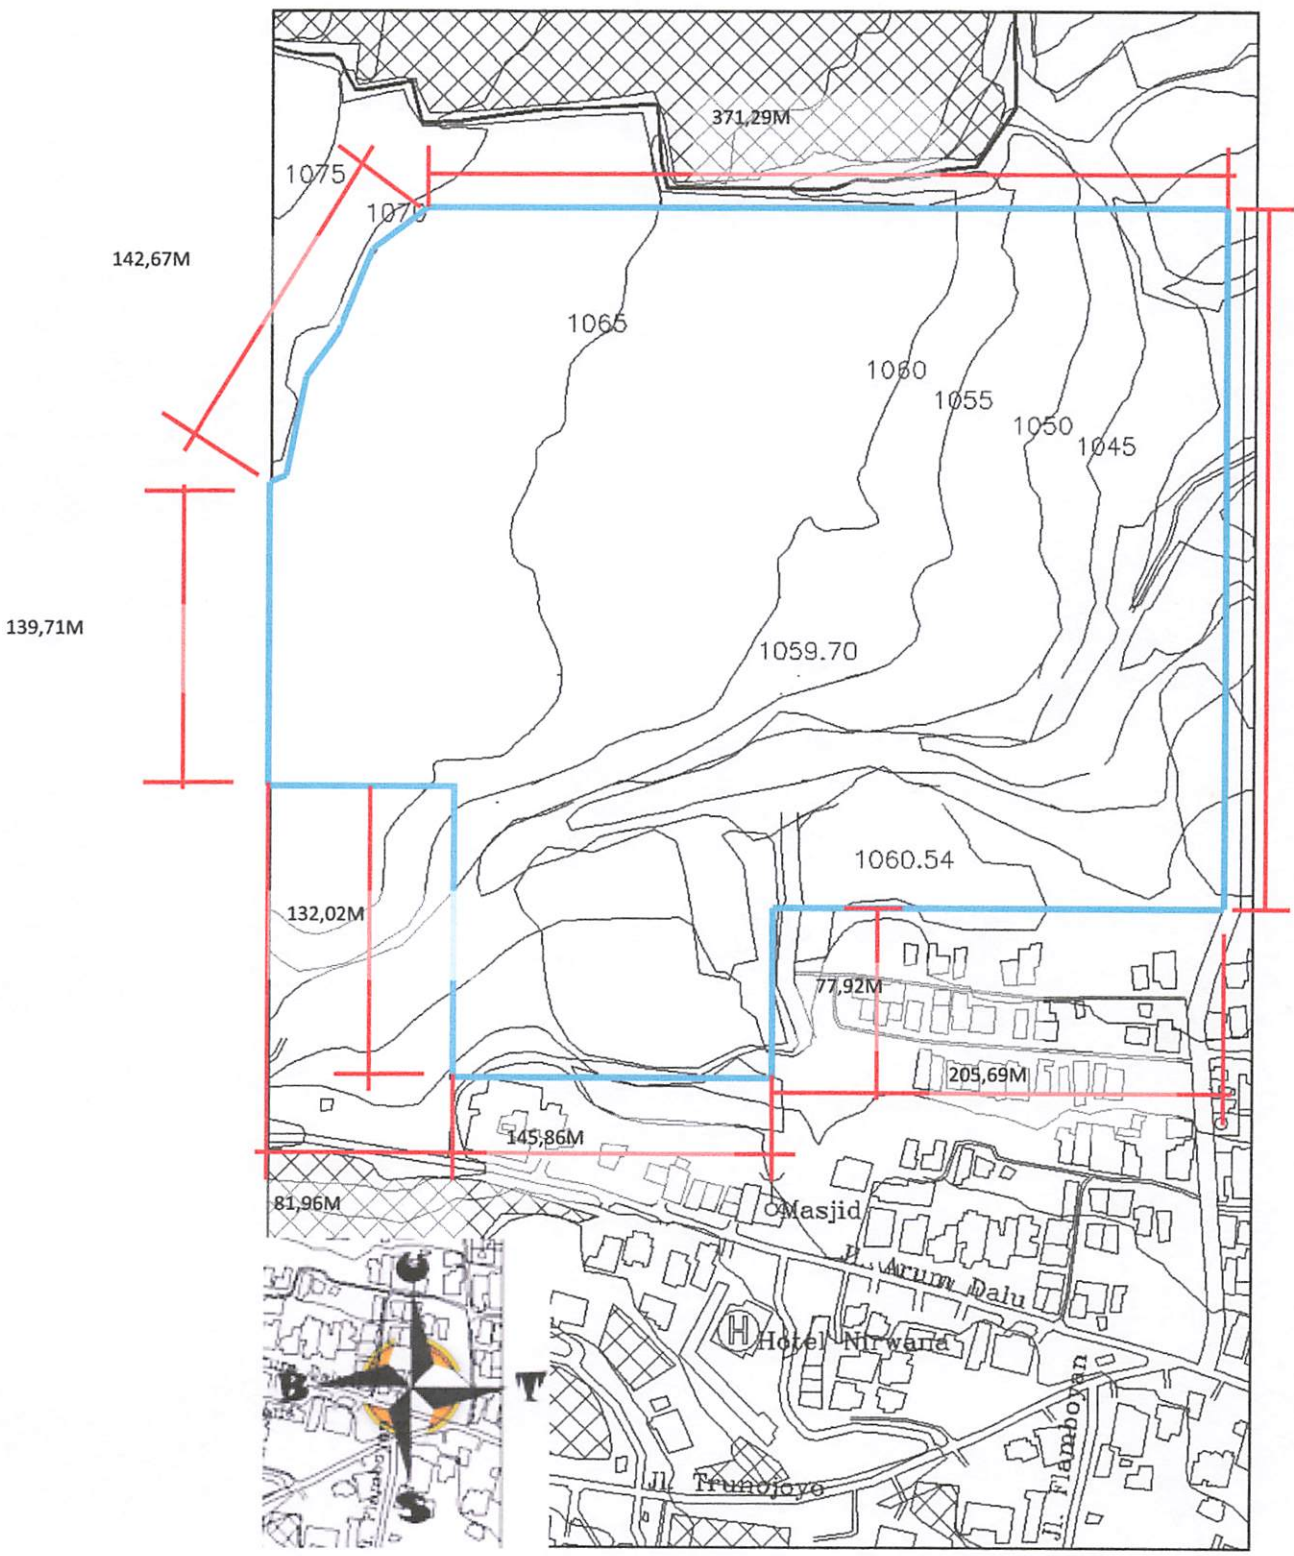 371,29M
1075
1070
142,67M
1065
1060
1055
1050
1045
139,71M
1059.70
1060.54
132,02M
77,92M
205,69M
145,86M
81,96M
Masjid
Arum Dalu
U
B
T
S
Hotel Nirwana
H
Jl. Flamboyan
Jl. Trunojoyo